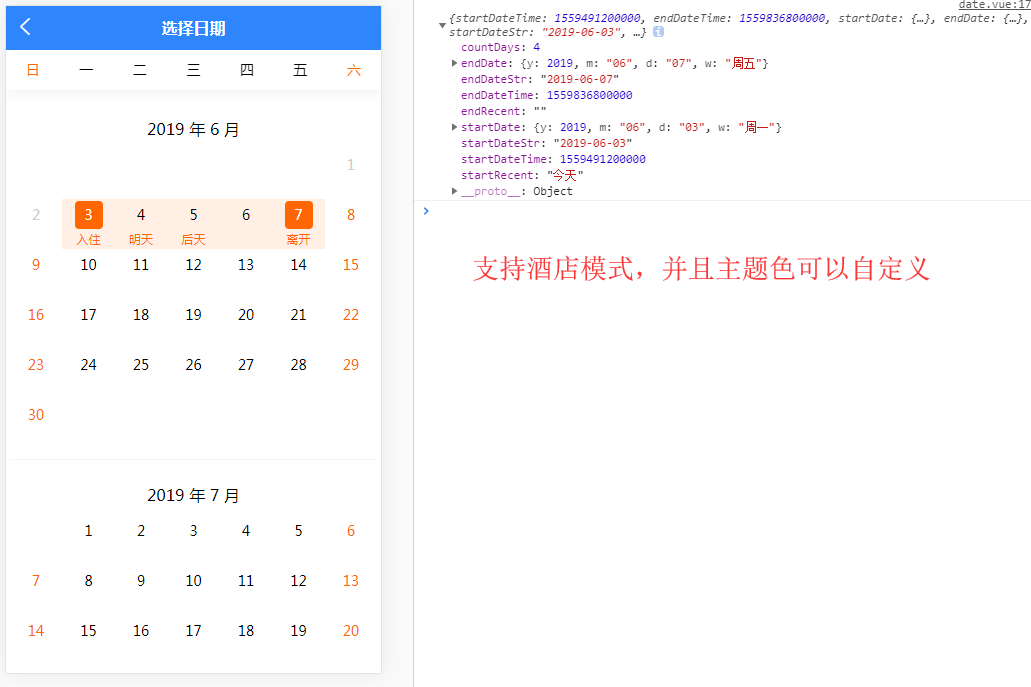 选择日期
日 一 二 三 四 五 六
2019 年 6 月
1
2 3 4 5 6 7 8
入住 明天 后天 离开
9 10 11 12 13 14 15
16 17 18 19 20 21 22
23 24 25 26 27 28 29
30
2019 年 7 月
1 2 3 4 5 6
7 8 9 10 11 12 13
14 15 16 17 18 19 20
date.vue:17
{startDateTime: 1559491200000, endDateTime: 1559836800000, startDate: {…}, endDate: {…},
startDateStr: "2019-06-03", …}
countDays: 4
endDate: {y: 2019, m: "06", d: "07", w: "周五"}
endDateStr: "2019-06-07"
endDateTime: 1559836800000
endRecent: ""
startDate: {y: 2019, m: "06", d: "03", w: "周一"}
startDateStr: "2019-06-03"
startDateTime: 1559491200000
startRecent: "今天"
__proto__: Object
支持酒店模式，并且主题色可以自定义